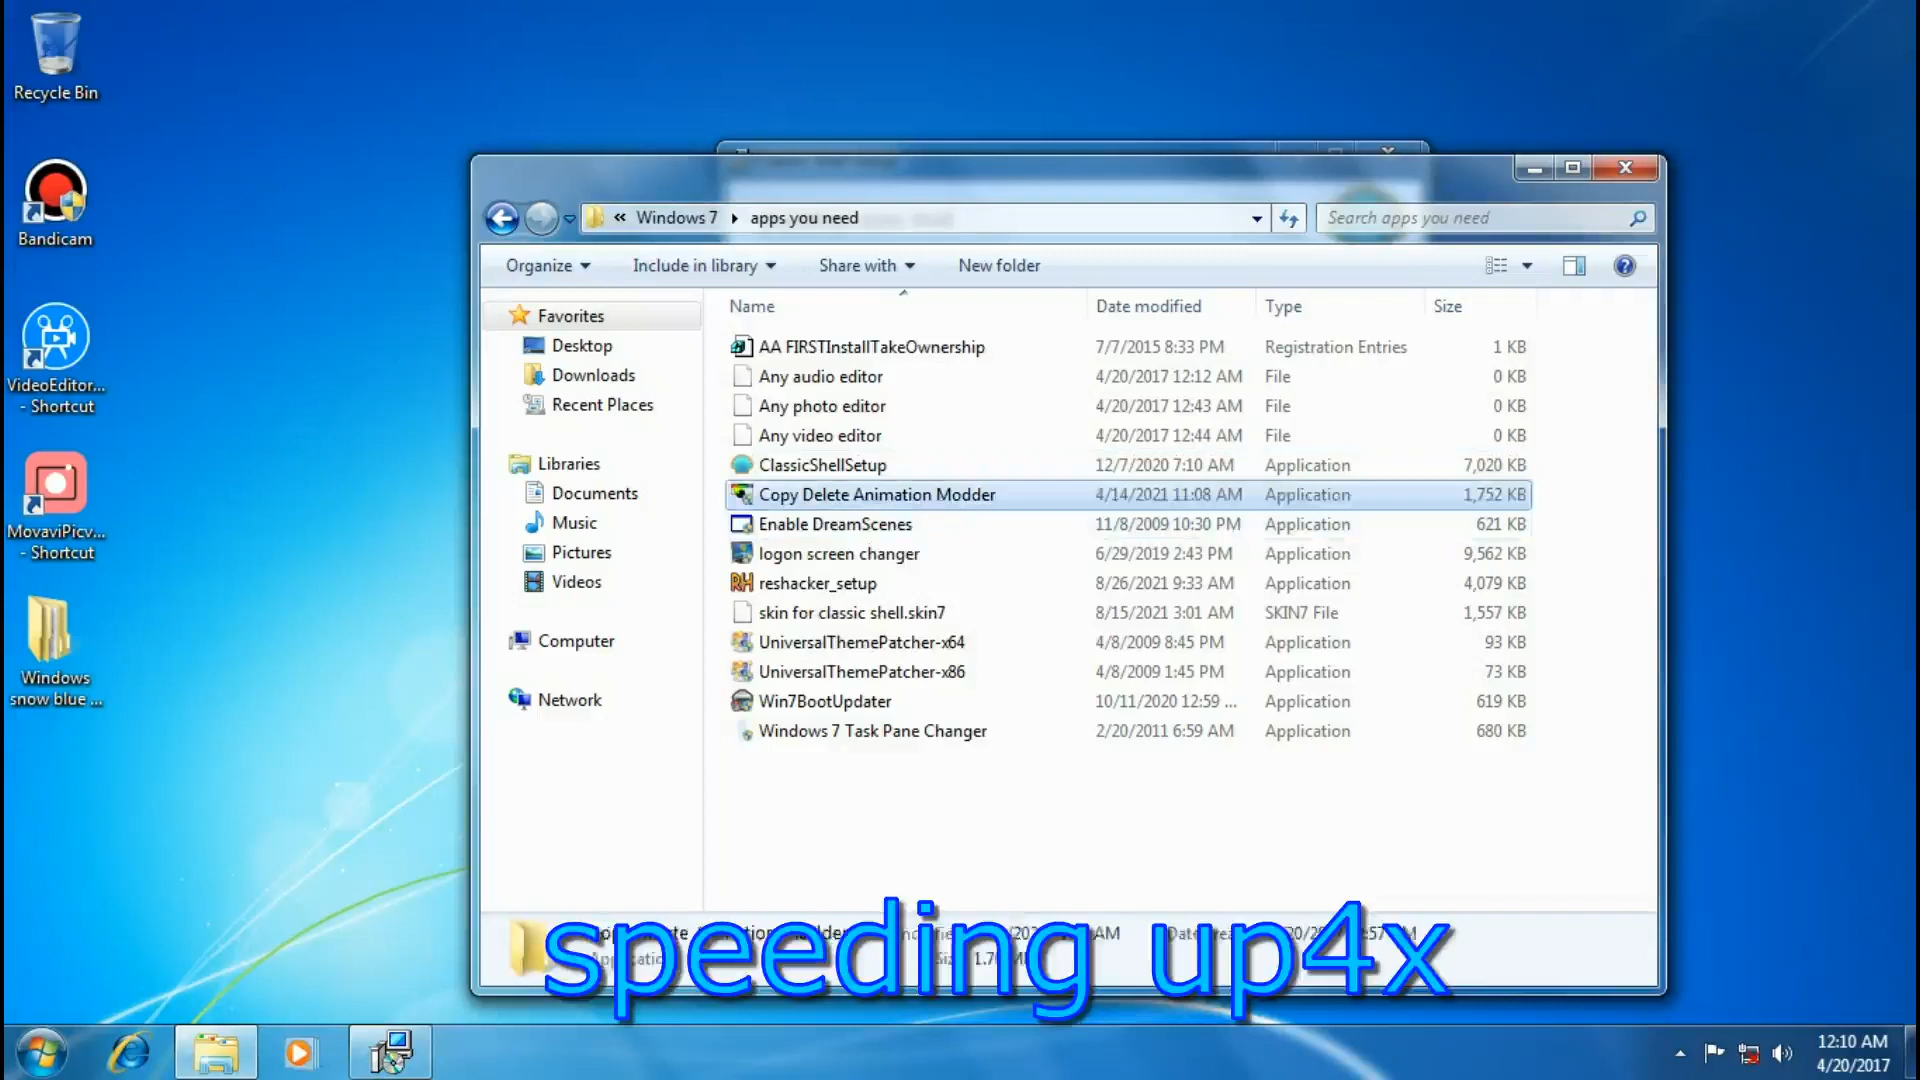 Recycle Bin
Bandicam
VideoEditor...
- Shortcut
MovaviPicv...
- Shortcut
Windows
snow blue ...
« Windows 7 ▸ apps you need
Search apps you need
Organize Include in library Share with New folder
Favorites
Desktop
Downloads
Recent Places
Libraries
Documents
Music
Pictures
Videos
Computer
Network
Name Date modified Type Size
AA FIRSTInstallTakeOwnership 7/7/2015 8:33 PM Registration Entries 1 KB
Any audio editor 4/20/2017 12:12 AM File 0 KB
Any photo editor 4/20/2017 12:43 AM File 0 KB
Any video editor 4/20/2017 12:44 AM File 0 KB
ClassicShellSetup 12/7/2020 7:10 AM Application 7,020 KB
Copy Delete Animation Modder 4/14/2021 11:08 AM Application 1,752 KB
Enable DreamScenes 11/8/2009 10:30 PM Application 621 KB
logon screen changer 6/29/2019 2:43 PM Application 9,562 KB
reshacker_setup 8/26/2021 9:33 AM Application 4,079 KB
skin for classic shell.skin7 8/15/2021 3:01 AM SKIN7 File 1,557 KB
UniversalThemePatcher-x64 4/8/2009 8:45 PM Application 93 KB
UniversalThemePatcher-x86 4/8/2009 1:45 PM Application 73 KB
Win7BootUpdater 10/11/2020 12:59 ... Application 619 KB
Windows 7 Task Pane Changer 2/20/2011 6:59 AM Application 680 KB
speeding up4x
12:10 AM
4/20/2017